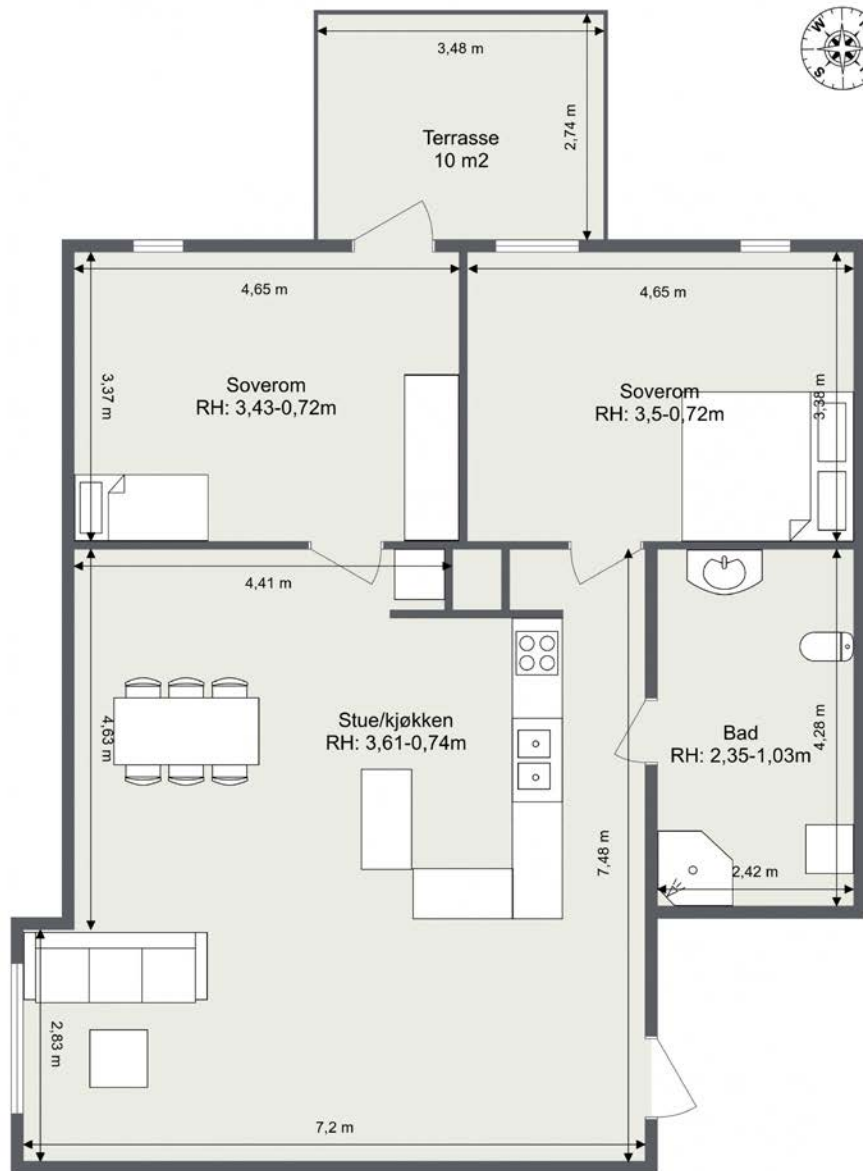 W
S
3,48 m
2,74 m
Terrasse
10 m2
4,65 m
4,65 m
3,37 m
Soverom
RH: 3,43-0,72m
Soverom
RH: 3,5-0,72m
3,38 m
4,41 m
4,63 m
Stue/kjøkken
RH: 3,61-0,74m
Bad
RH: 2,35-1,03m
4,28 m
7,48 m
2,42 m
2,83 m
7,2 m